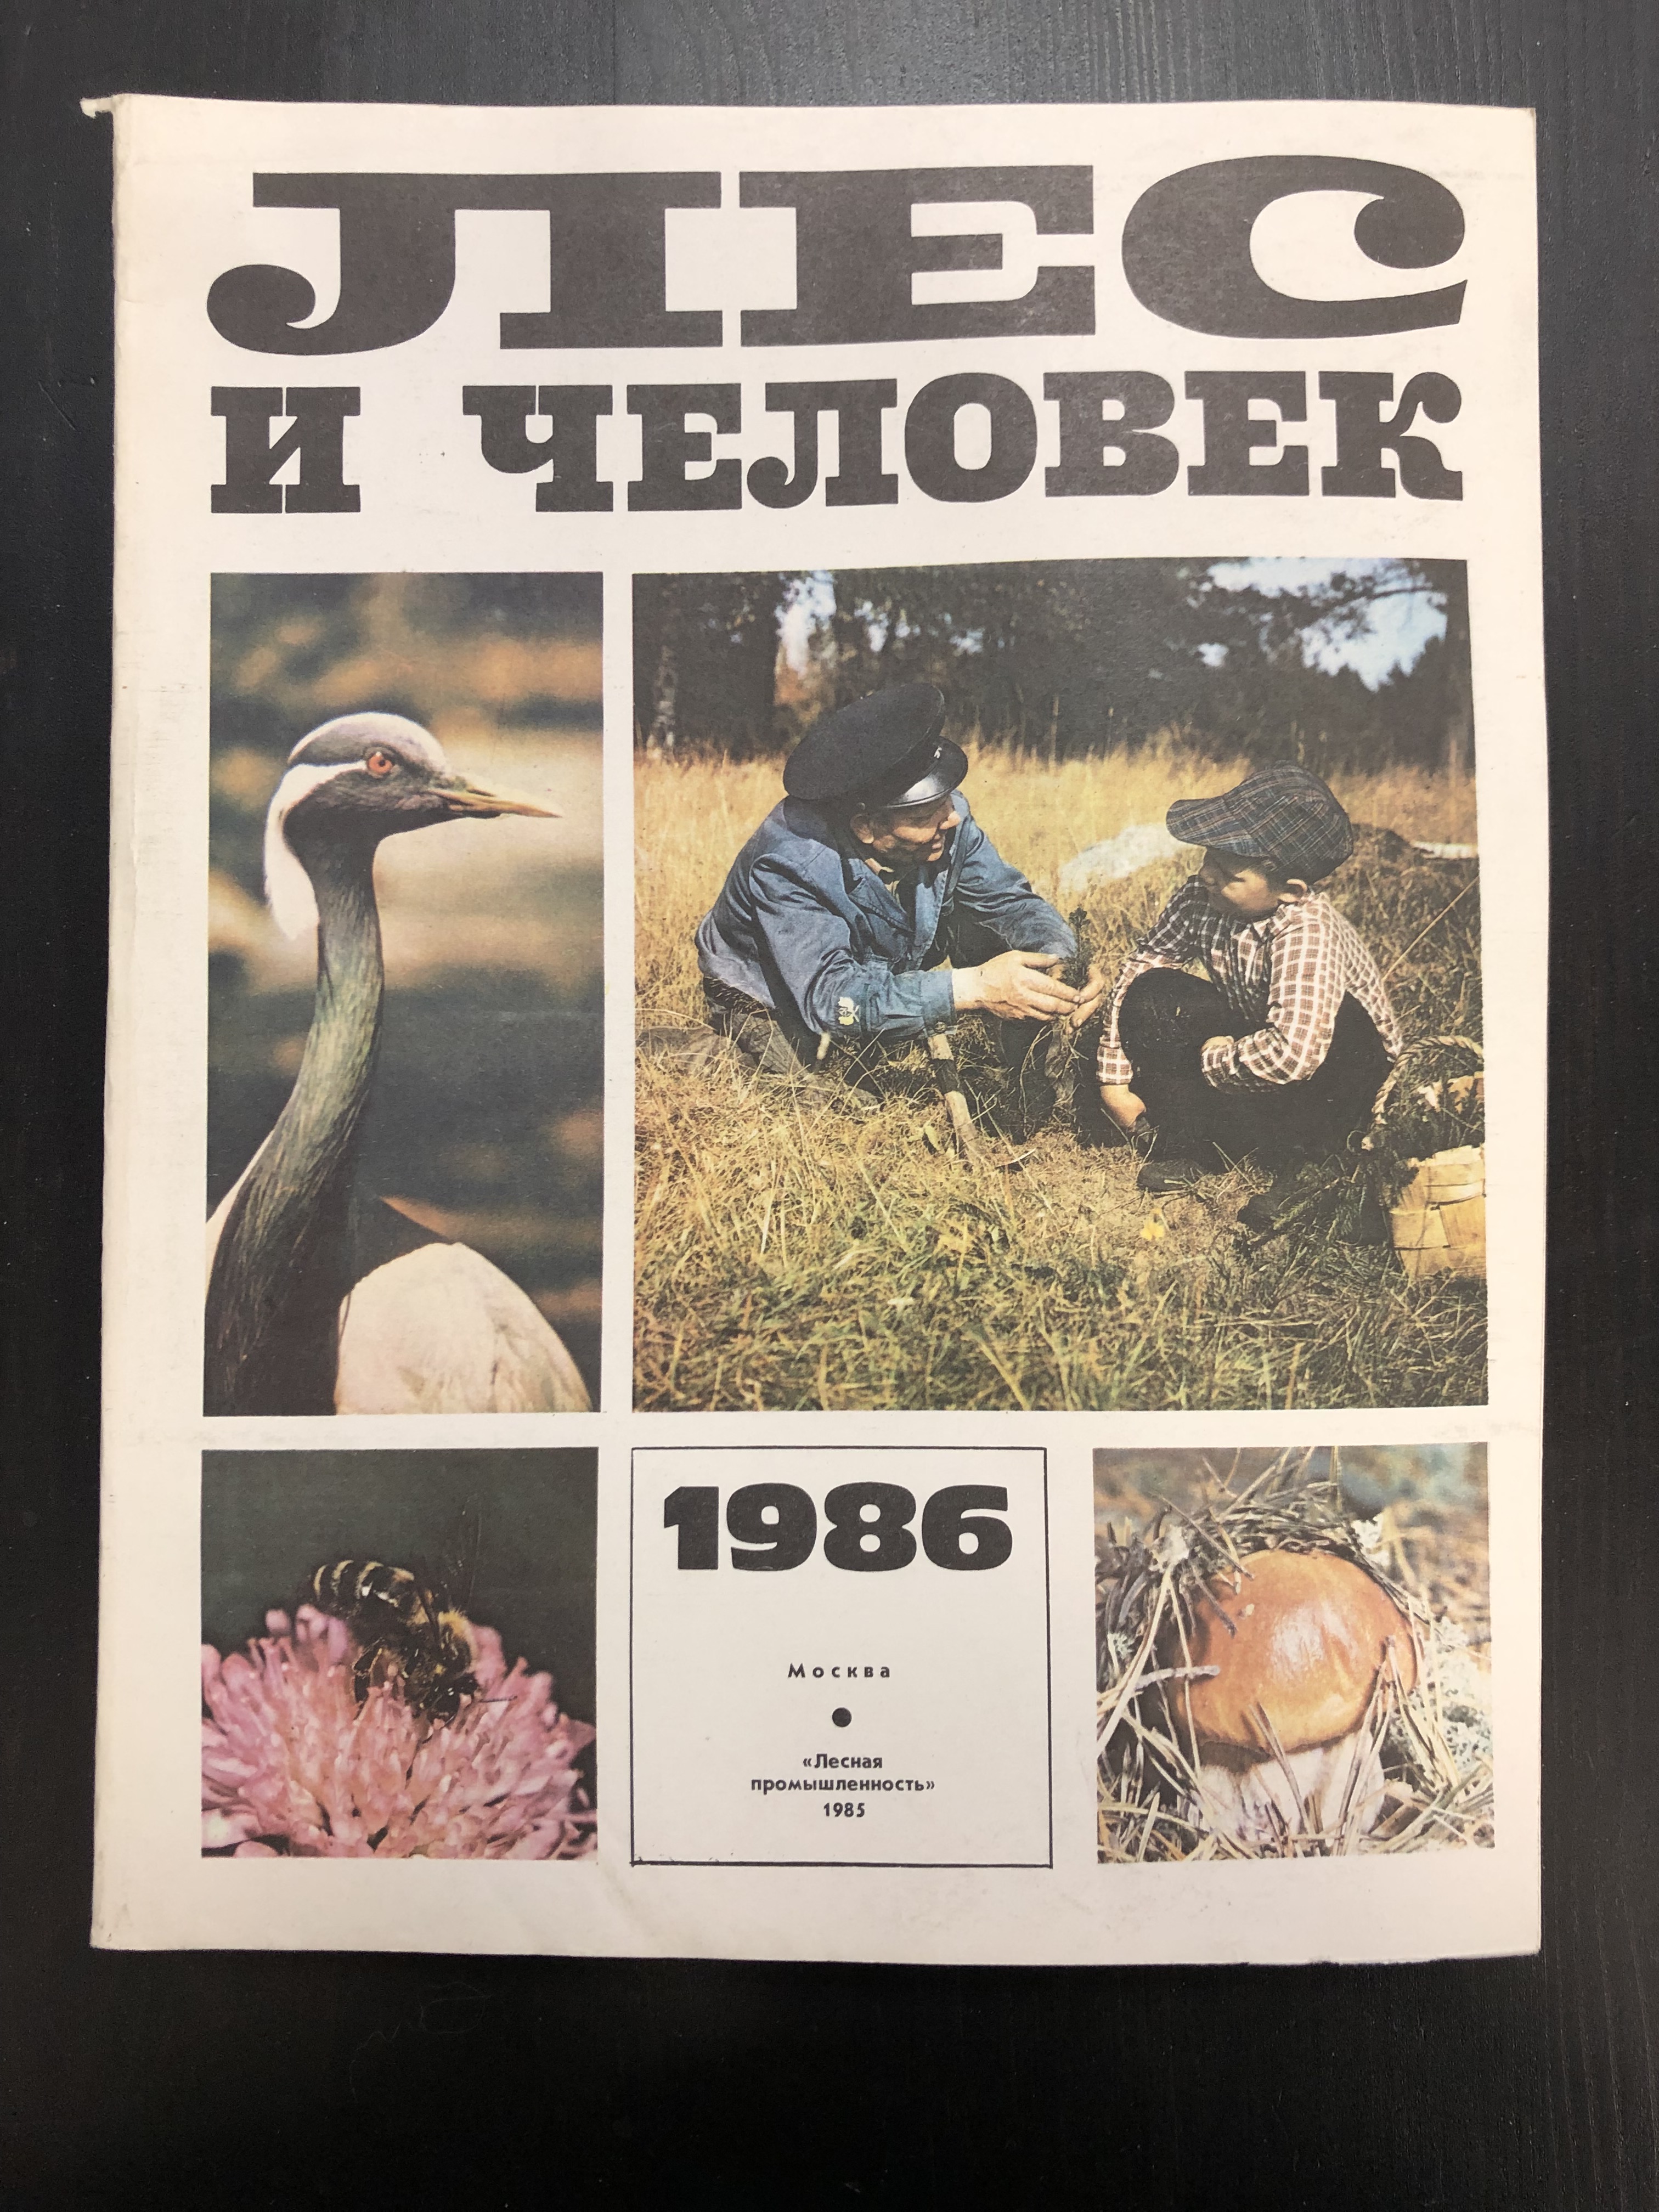 ЛЕС
И ЧЕЛОВЕК
1986
Москва
«Лесная
промышленность»
1985